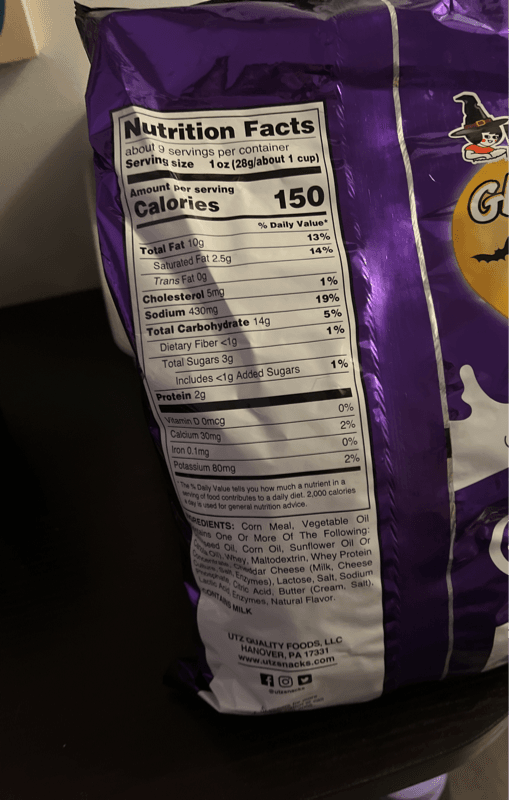 Nutrition Facts
about 9 servings per container
Serving size 1 oz (28g/about 1 cup)
Amount per serving
Calories 150
% Daily Value*
Total Fat 10g 13%
Saturated Fat 2.5g 14%
Trans Fat 0g
Cholesterol 5mg 1%
Sodium 430mg 19%
Total Carbohydrate 14g 5%
Dietary Fiber <1g 1%
Total Sugars 3g
Includes <1g Added Sugars 1%
Protein 2g
Vitamin D 0mcg 0%
Calcium 30mg 2%
Iron 0.1mg 0%
Potassium 80mg 2%
*The % Daily Value tells you how much a nutrient in a
serving of food contributes to a daily diet. 2,000 calories
a day is used for general nutrition advice.
REDIENTS: Corn Meal, Vegetable Oil
One Or More Of The Following:
Oil, Corn Oil, Sunflower Oil Or
Oil), Whey, Maltodextrin, Whey Protein
Cheddar Cheese (Milk, Cheese
Salt, Enzymes), Lactose, Salt, Sodium
Citric Acid, Butter (Cream, Salt),
Lactic Acid, Enzymes, Natural Flavor.
CONTAINS MILK
UTZ QUALITY FOODS, LLC
HANOVER, PA 17331
www.utzsnacks.com
@utzsnacks
G